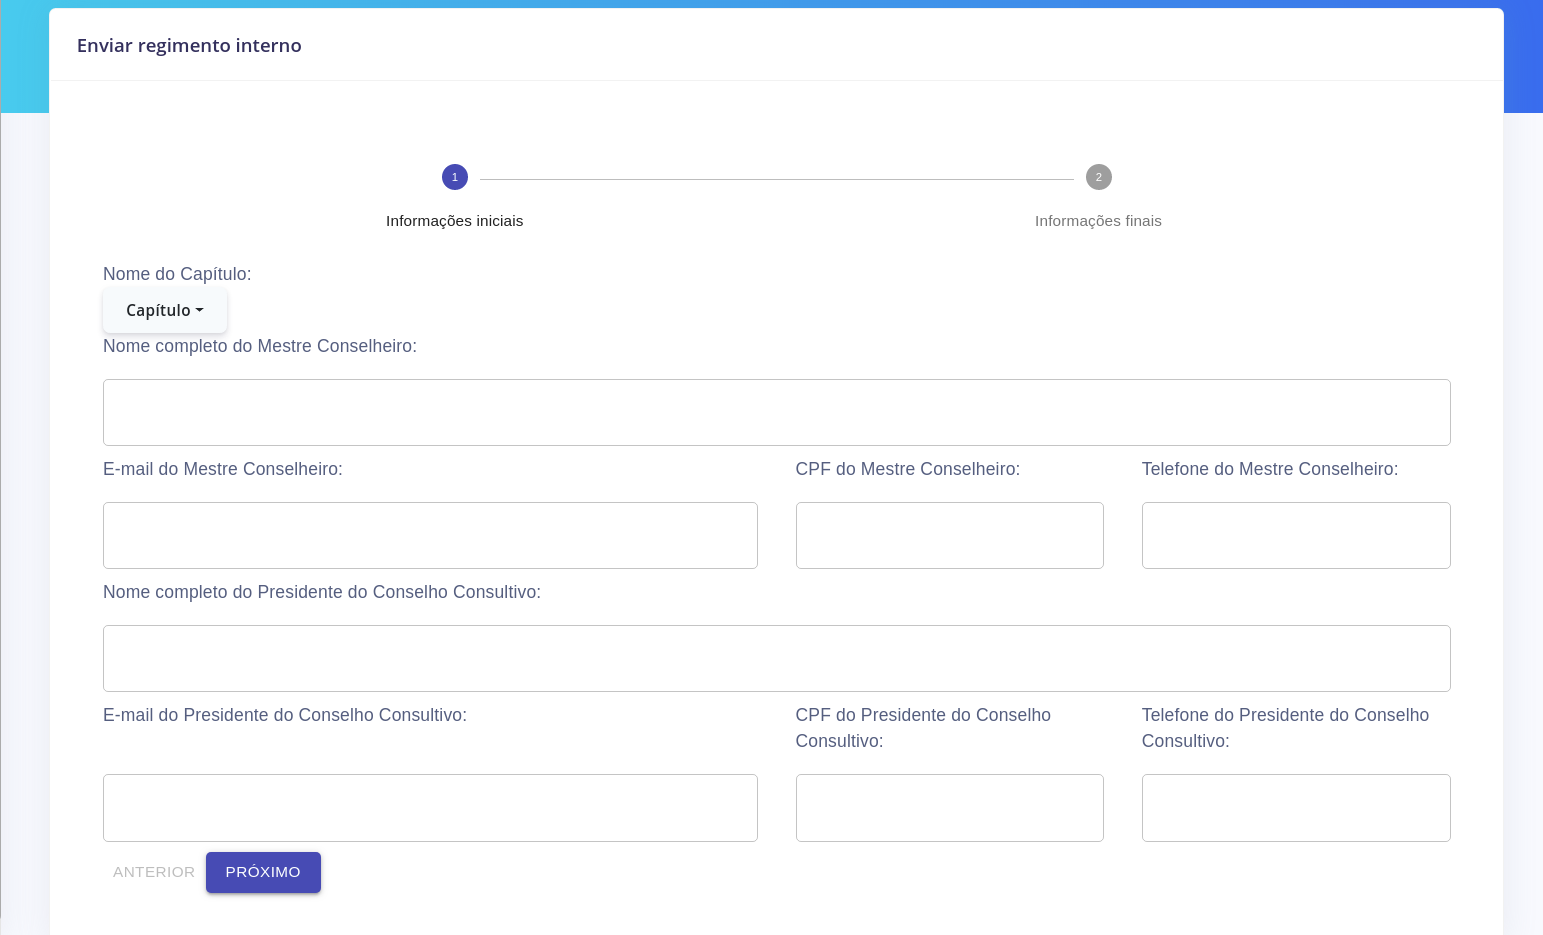 Enviar regimento interno
1
2
Informações iniciais
Informações finais
Nome do Capítulo:
Capítulo
Nome completo do Mestre Conselheiro:
E-mail do Mestre Conselheiro:
CPF do Mestre Conselheiro:
Telefone do Mestre Conselheiro:
Nome completo do Presidente do Conselho Consultivo:
E-mail do Presidente do Conselho Consultivo:
CPF do Presidente do Conselho
Consultivo:
Telefone do Presidente do Conselho
Consultivo:
ANTERIOR
PRÓXIMO